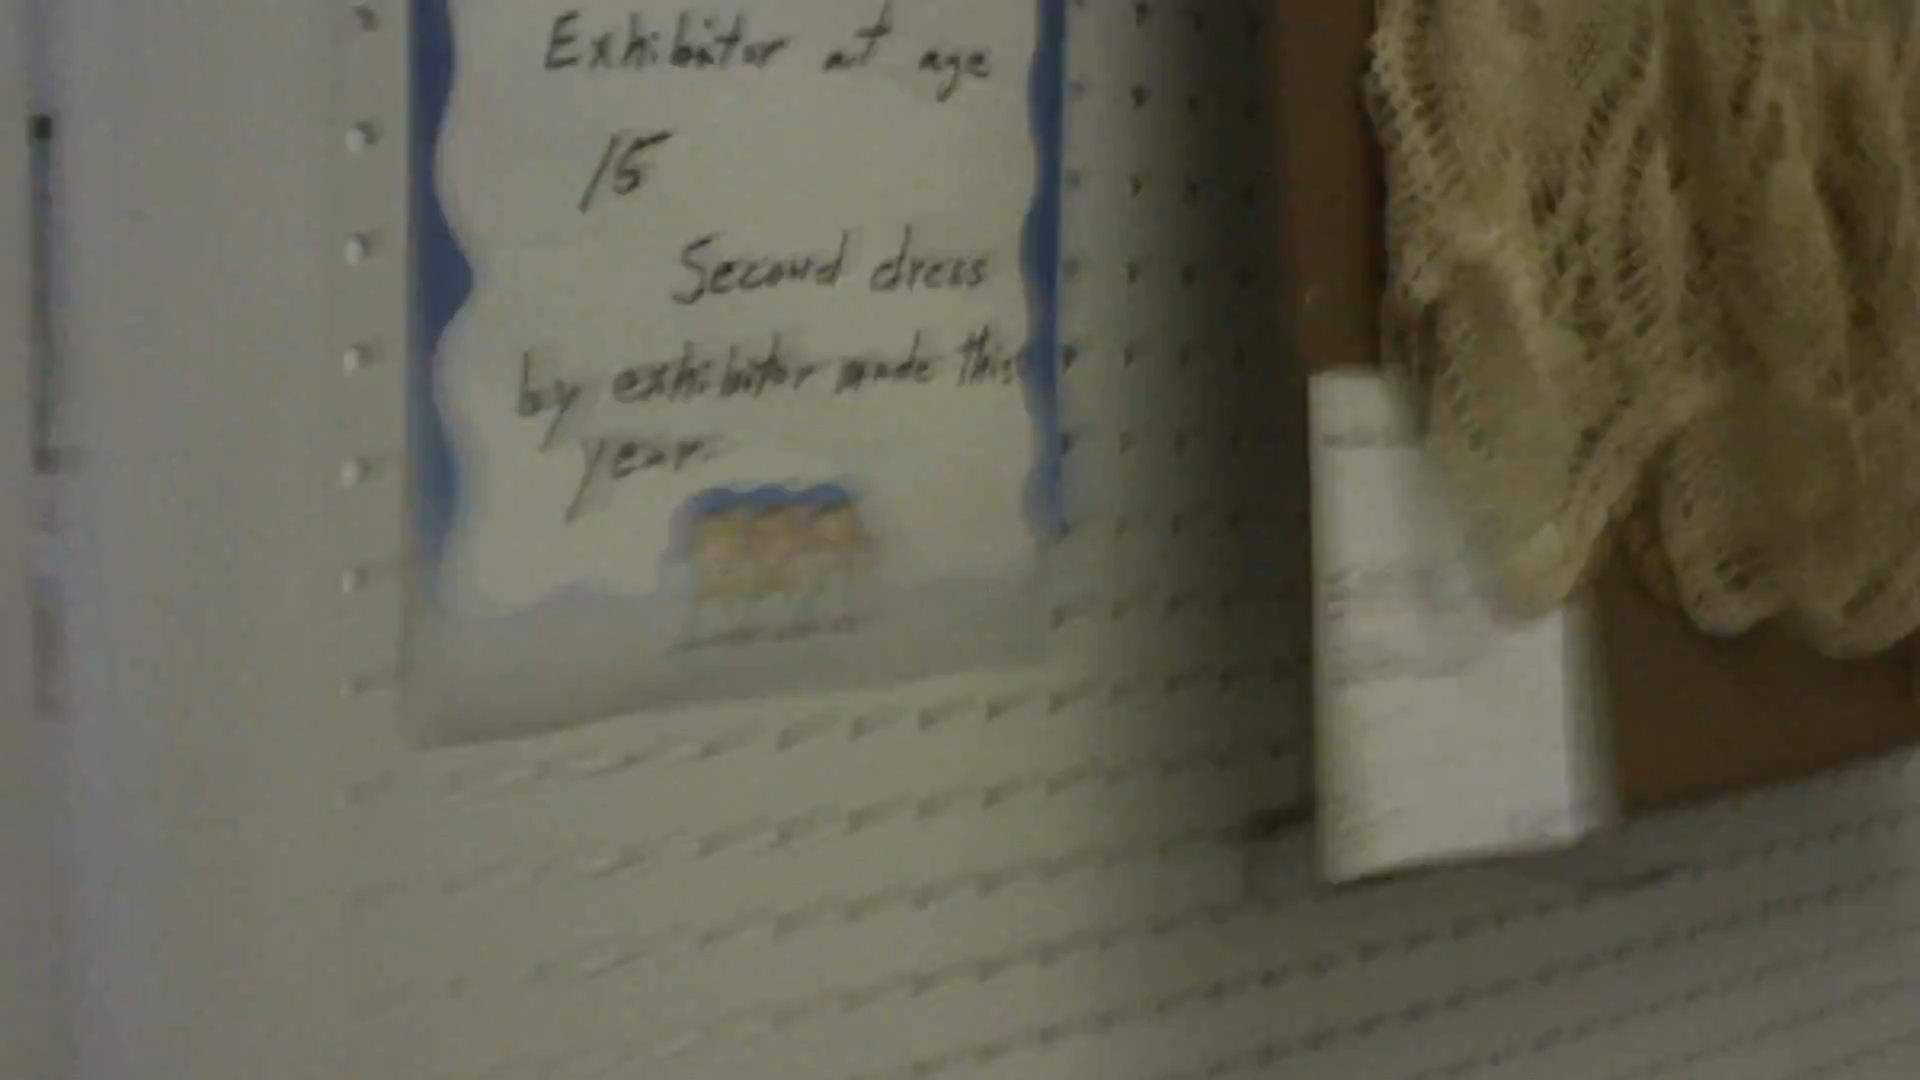 Exhibitor at age
15
Second dress
by exhibitor made this
year.